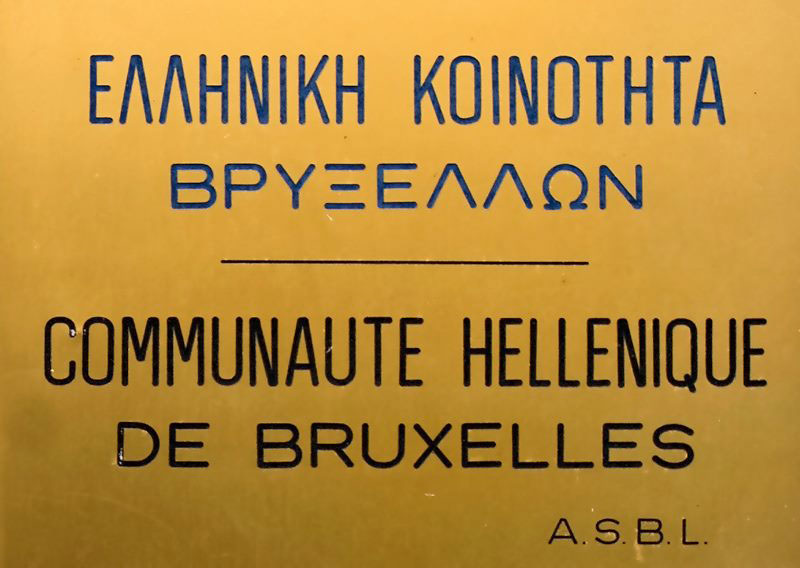 ΕΛΛΗΝΙΚΗ ΚΟΙΝΟΤΗΤΑ
ΒΡΥΞΕΛΛΩΝ
COMMUNAUTE HELLENIQUE
DE BRUXELLES
A.S.B.L.